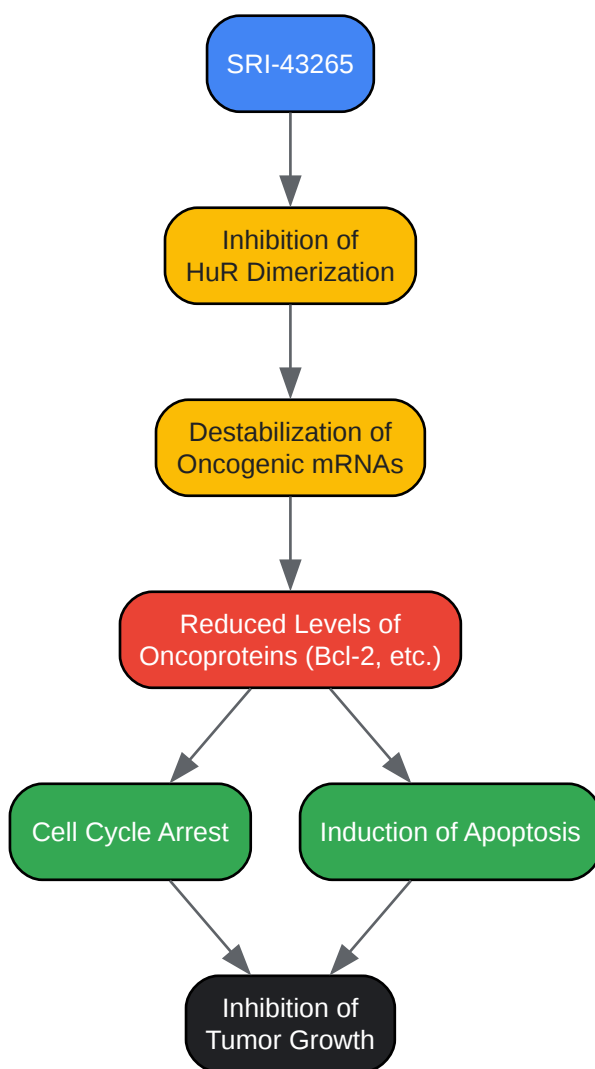 SRI-43265
Inhibition of
HuR Dimerization
Destabilization of
Oncogenic mRNAs
Reduced Levels of
Oncoproteins (Bcl-2, etc.)
Cell Cycle Arrest
Induction of Apoptosis
Inhibition of
Tumor Growth